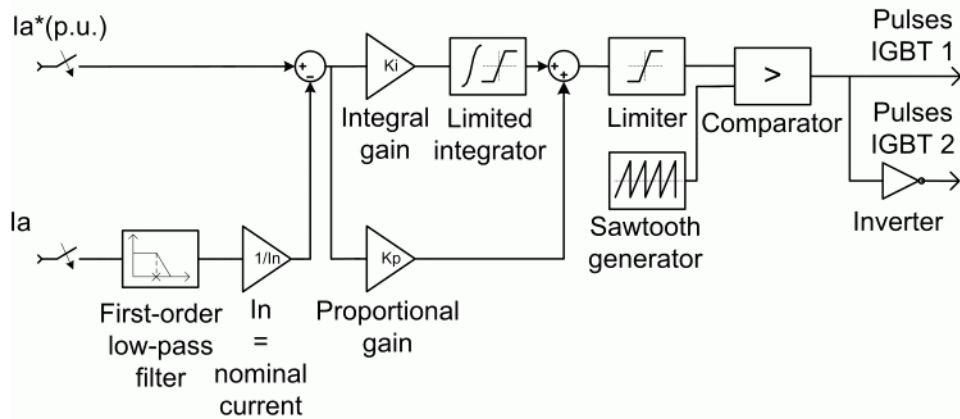 Ia*(p.u.)
Pulses
IGBT 1
+
-
Ki
+
+
>
Integral
gain
Limited
integrator
Limiter
Comparator
Pulses
IGBT 2
Ia
1/In
Kp
Sawtooth
generator
Inverter
First-order
low-pass
filter
In
=
nominal
current
Proportional
gain